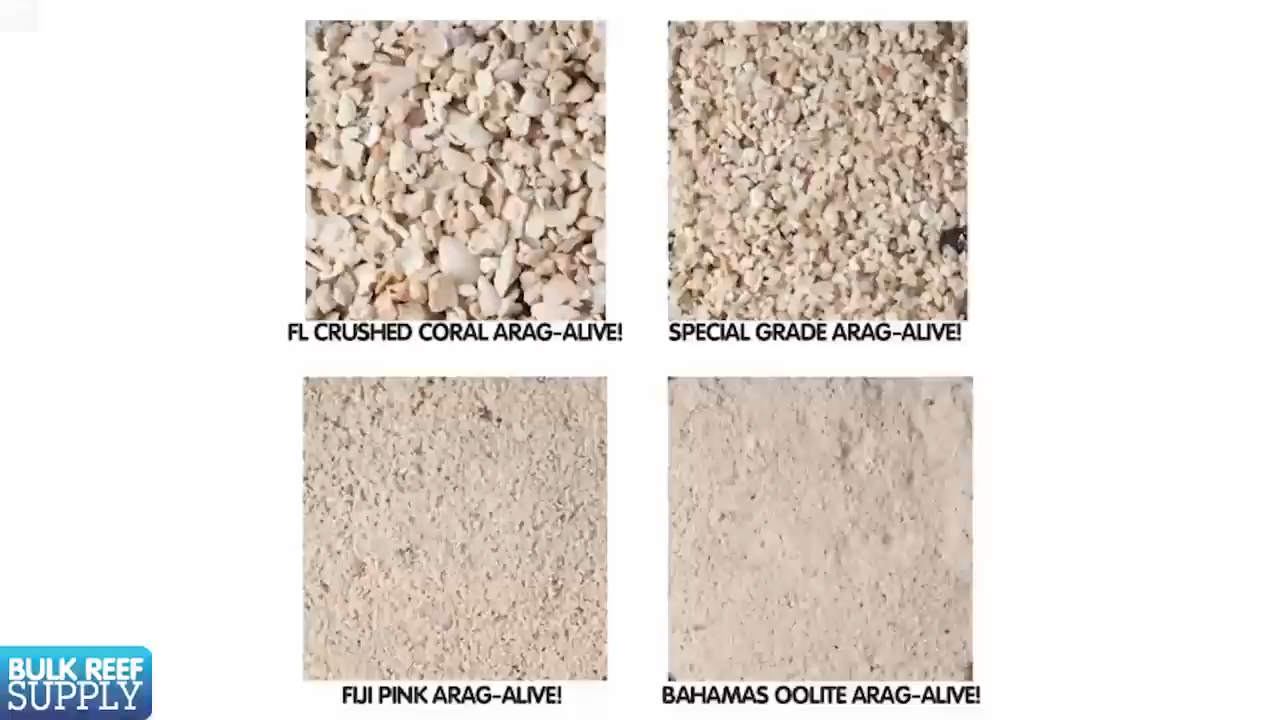 FL CRUSHED CORAL ARAG-ALIVE!
SPECIAL GRADE ARAG-ALIVE!
FIJI PINK ARAG-ALIVE!
BAHAMAS OOLITE ARAG-ALIVE!
BULK REEF
SUPPLY